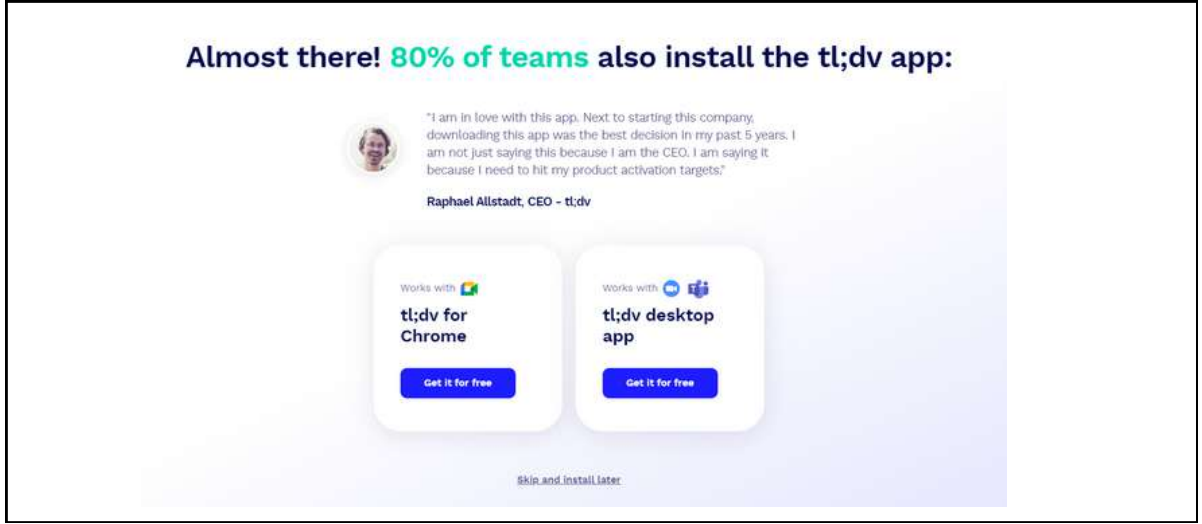 Almost there! 80% of teams also install the tl;dv app:
"I am in love with this app. Next to starting this company,
downloading this app was the best decision in my past 5 years. I
am not just saying this because I am the CEO. I am saying it
because I need to hit my product activation targets."
Raphael Allstadt, CEO - tl;dv
Works with
tl;dv for
Chrome
Get it for free
Works with
tl;dv desktop
app
Get it for free
Skip and install later